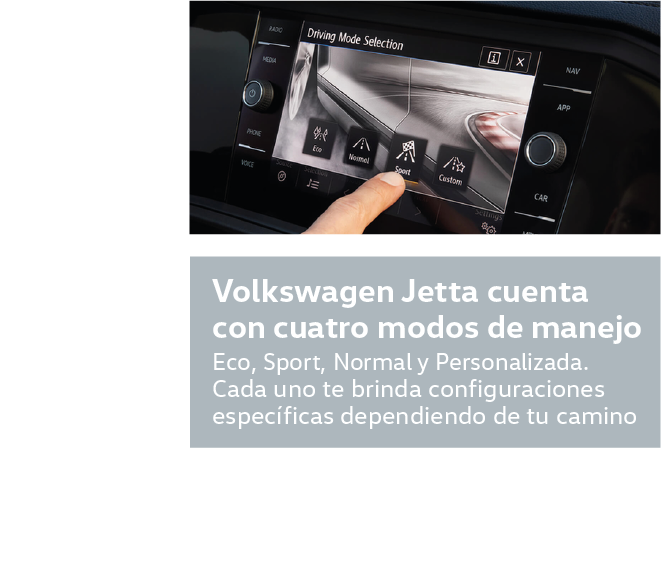 RADIO
MEDIA
PHONE
VOICE
Driving Mode Selection
i X
Eco
Normal
Sport
Custom
Settings
NAV
APP
CAR
Volkswagen Jetta cuenta
con cuatro modos de manejo
Eco, Sport, Normal y Personalizada.
Cada uno te brinda configuraciones
específicas dependiendo de tu camino